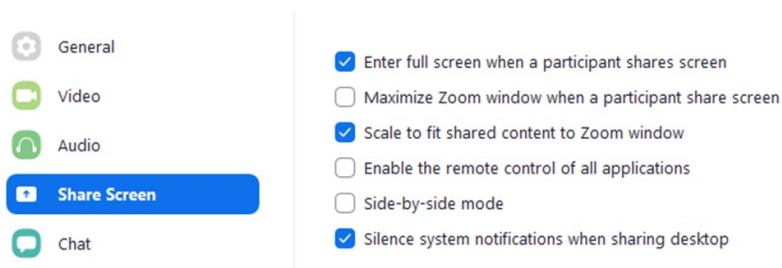 General
Video
Audio
Share Screen
Chat
Enter full screen when a participant shares screen
Maximize Zoom window when a participant share screen
Scale to fit shared content to Zoom window
Enable the remote control of all applications
Side-by-side mode
Silence system notifications when sharing desktop